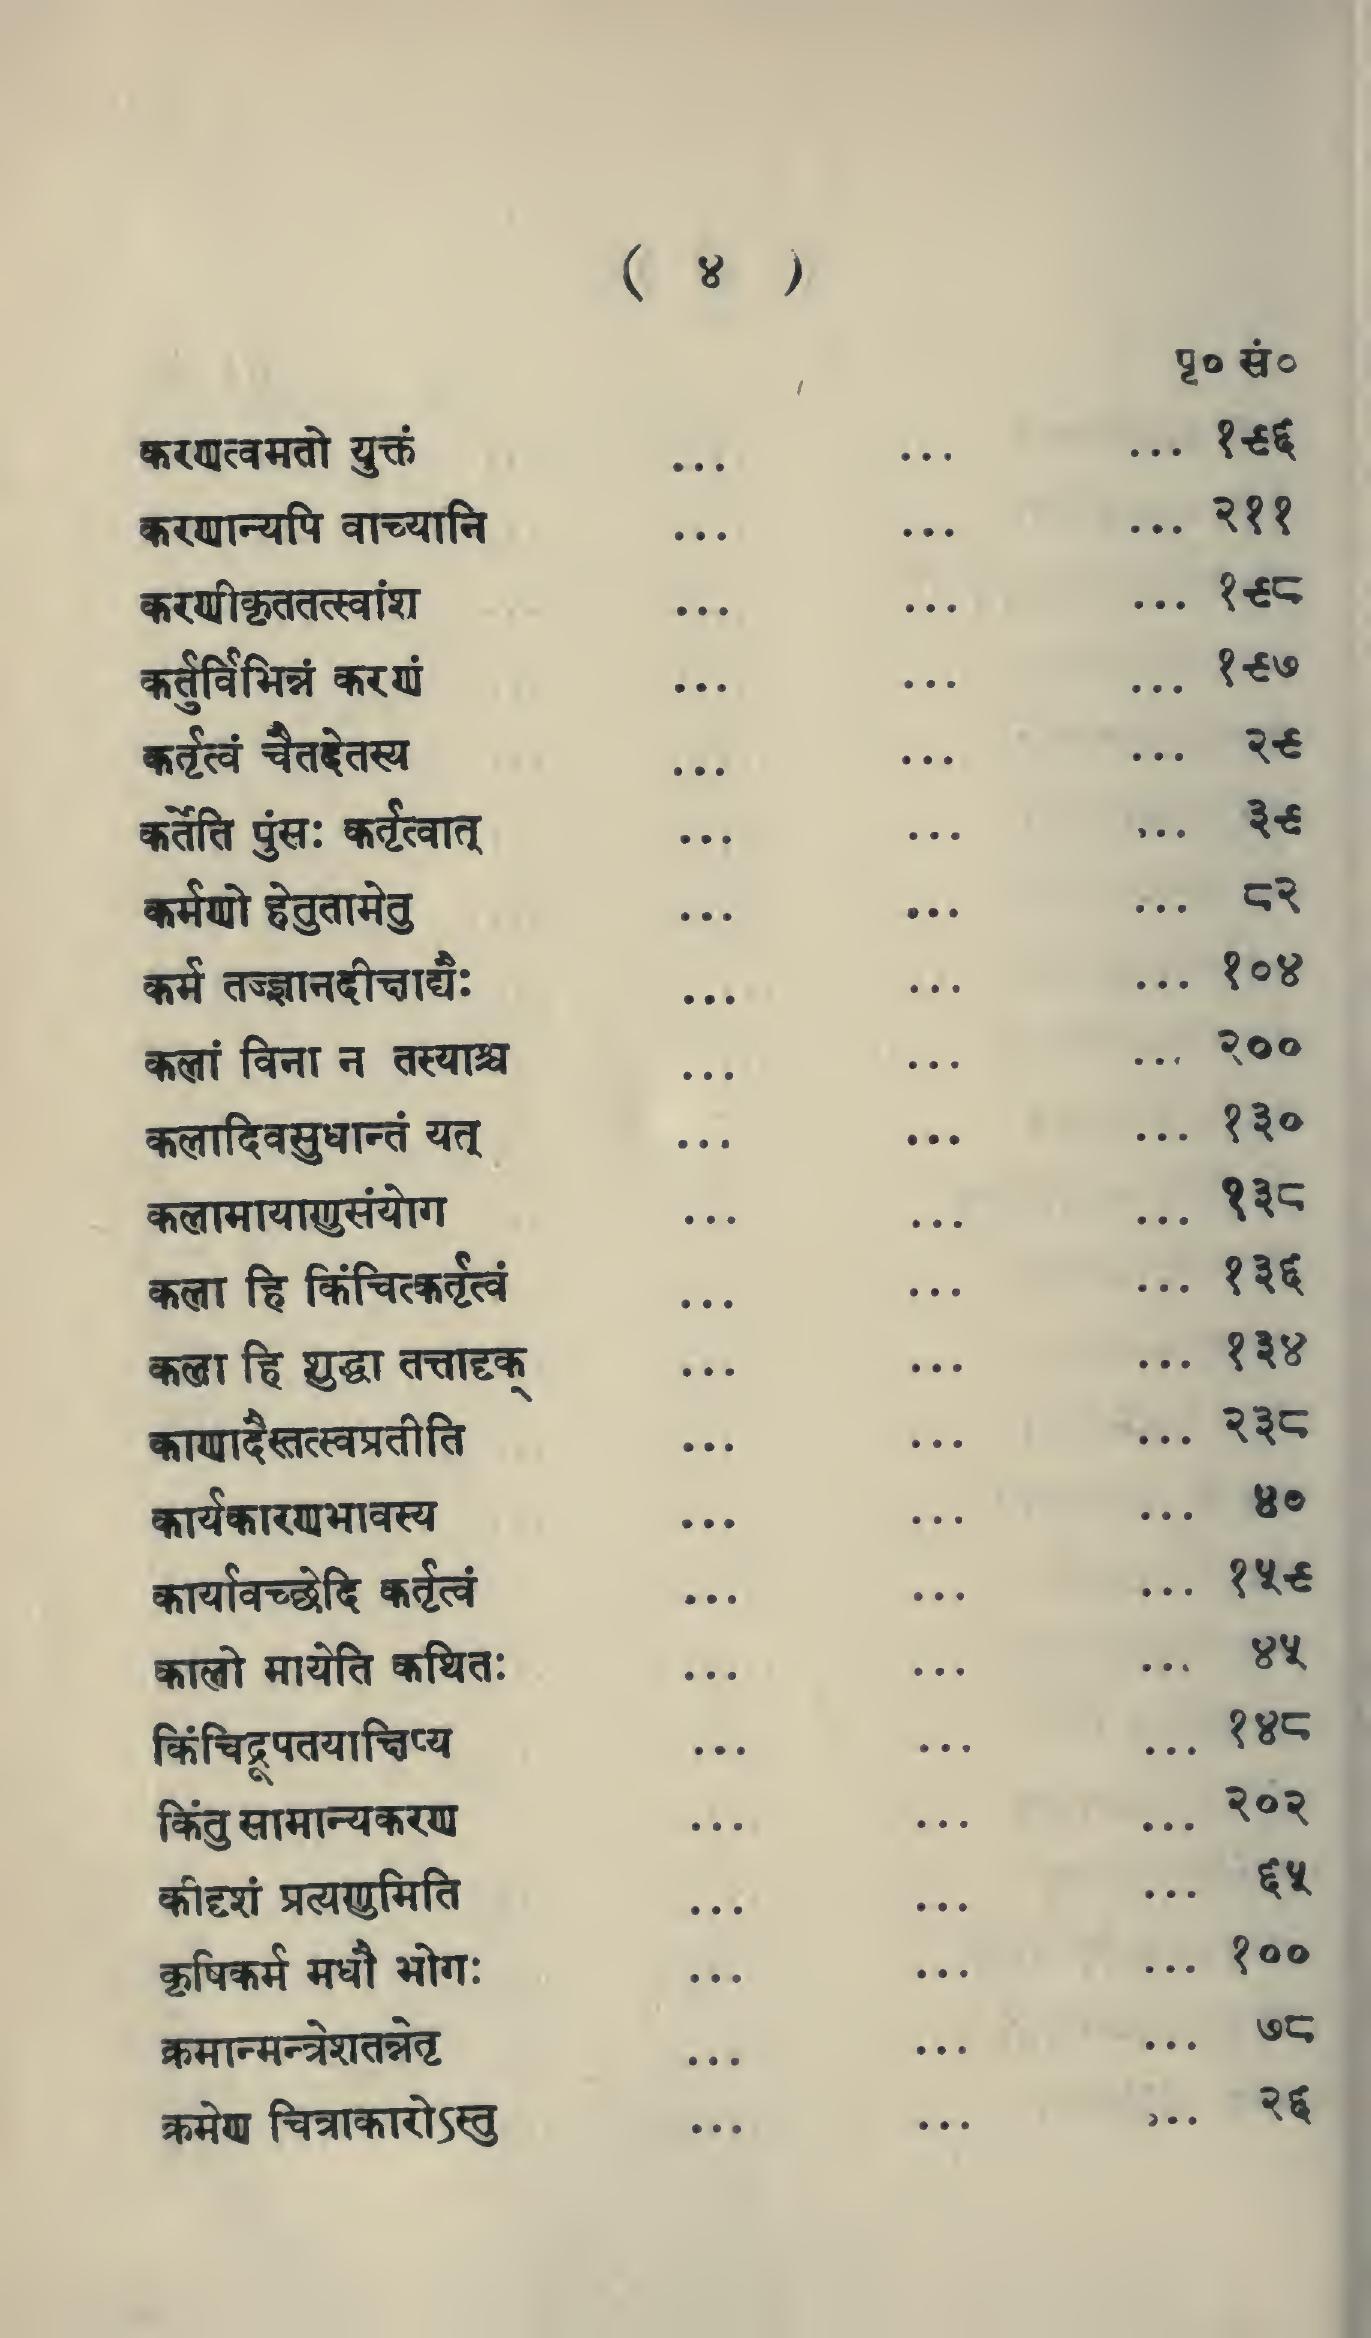 ( ४ )
पृ० सं०
करणत्वमतो युक्तं ... ... ... १९६
करणान्यपि वाच्यानि ... ... ... २११
करणीकृततत्स्वांश ... ... ... १९८
कर्तुर्विभिन्नं करणं ... ... ... १९७
कर्तृत्वं चैतदेतस्य ... ... ... २९
कर्तेति पुंसः कर्तृत्वात् ... ... ... ३९
कर्मणो हेतुतामेतु ... ... ... ८२
कर्म तज्ज्ञानदीक्षाद्यैः ... ... ... १०४
कलां विना न तस्याश्च ... ... ... २००
कलादिवसुधान्तं यत् ... ... ... १३०
कलामायाणुसंयोग ... ... ... १३८
कला हि किंचित्कर्तृत्वं ... ... ... १३६
कला हि शुद्धा तत्तादृक् ... ... ... १३४
काणादैस्तत्स्वप्रतीति ... ... ... २३८
कार्यकारणभावस्य ... ... ... ४०
कार्यावच्छेदि कर्तृत्वं ... ... ... १५९
कालो मायेति कथितः ... ... ... ४५
किंचिद्रूपतयाक्षिप्य ... ... ... १४८
किंतु सामान्यकरण ... ... ... २०२
कीदृशं प्रत्यणुमिति ... ... ... ६५
कृषिकर्म मधौ भोगः ... ... ... १००
क्रमान्मन्त्रेशतन्नेतृ ... ... ... ७८
क्रमेण चित्राकारोऽस्तु ... ... ... २६